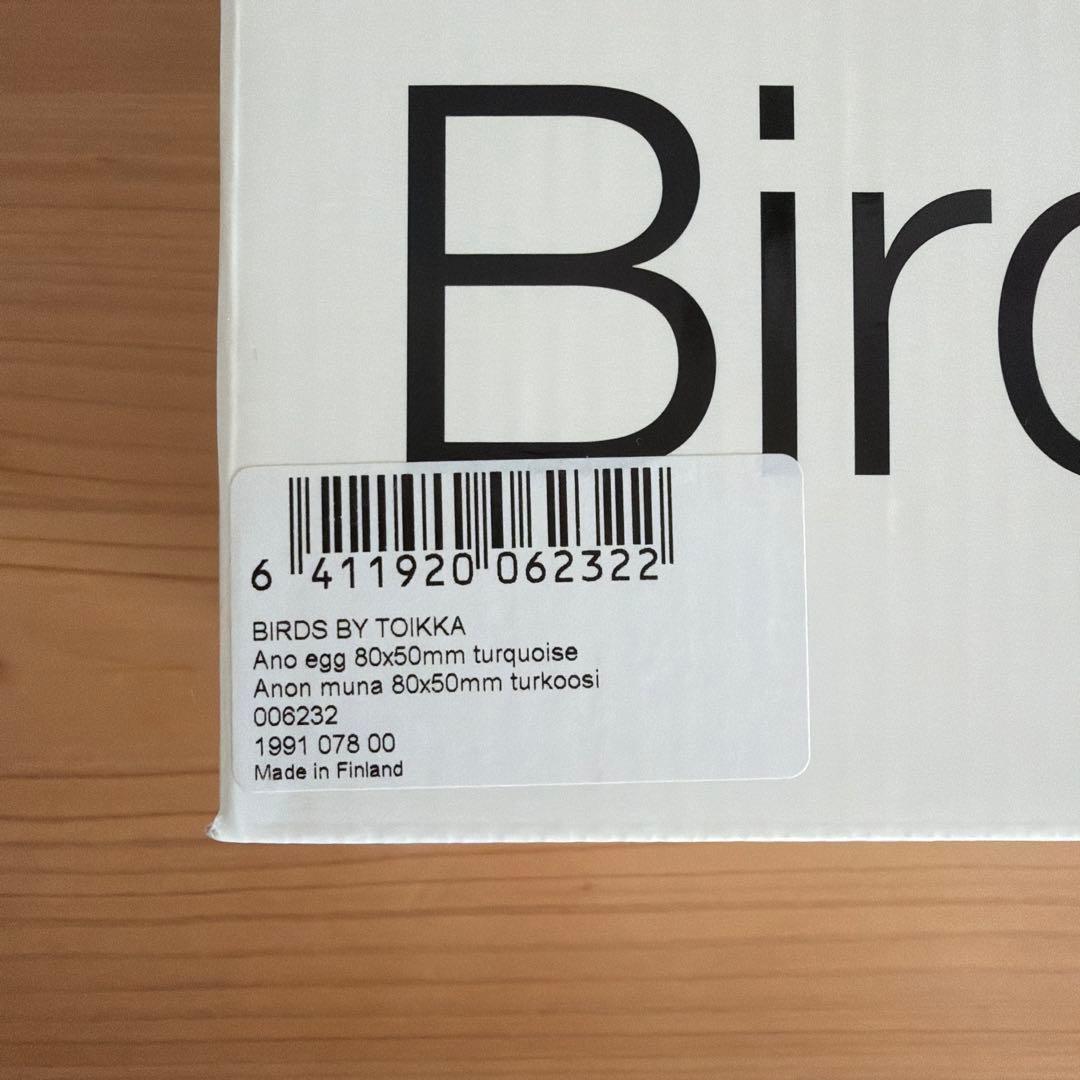 Bird
6 411920 062322
BIRDS BY TOIKKA
Ano egg 80x50mm turquoise
Anon muna 80x50mm turkoosi
006232
1991 078 00
Made in Finland